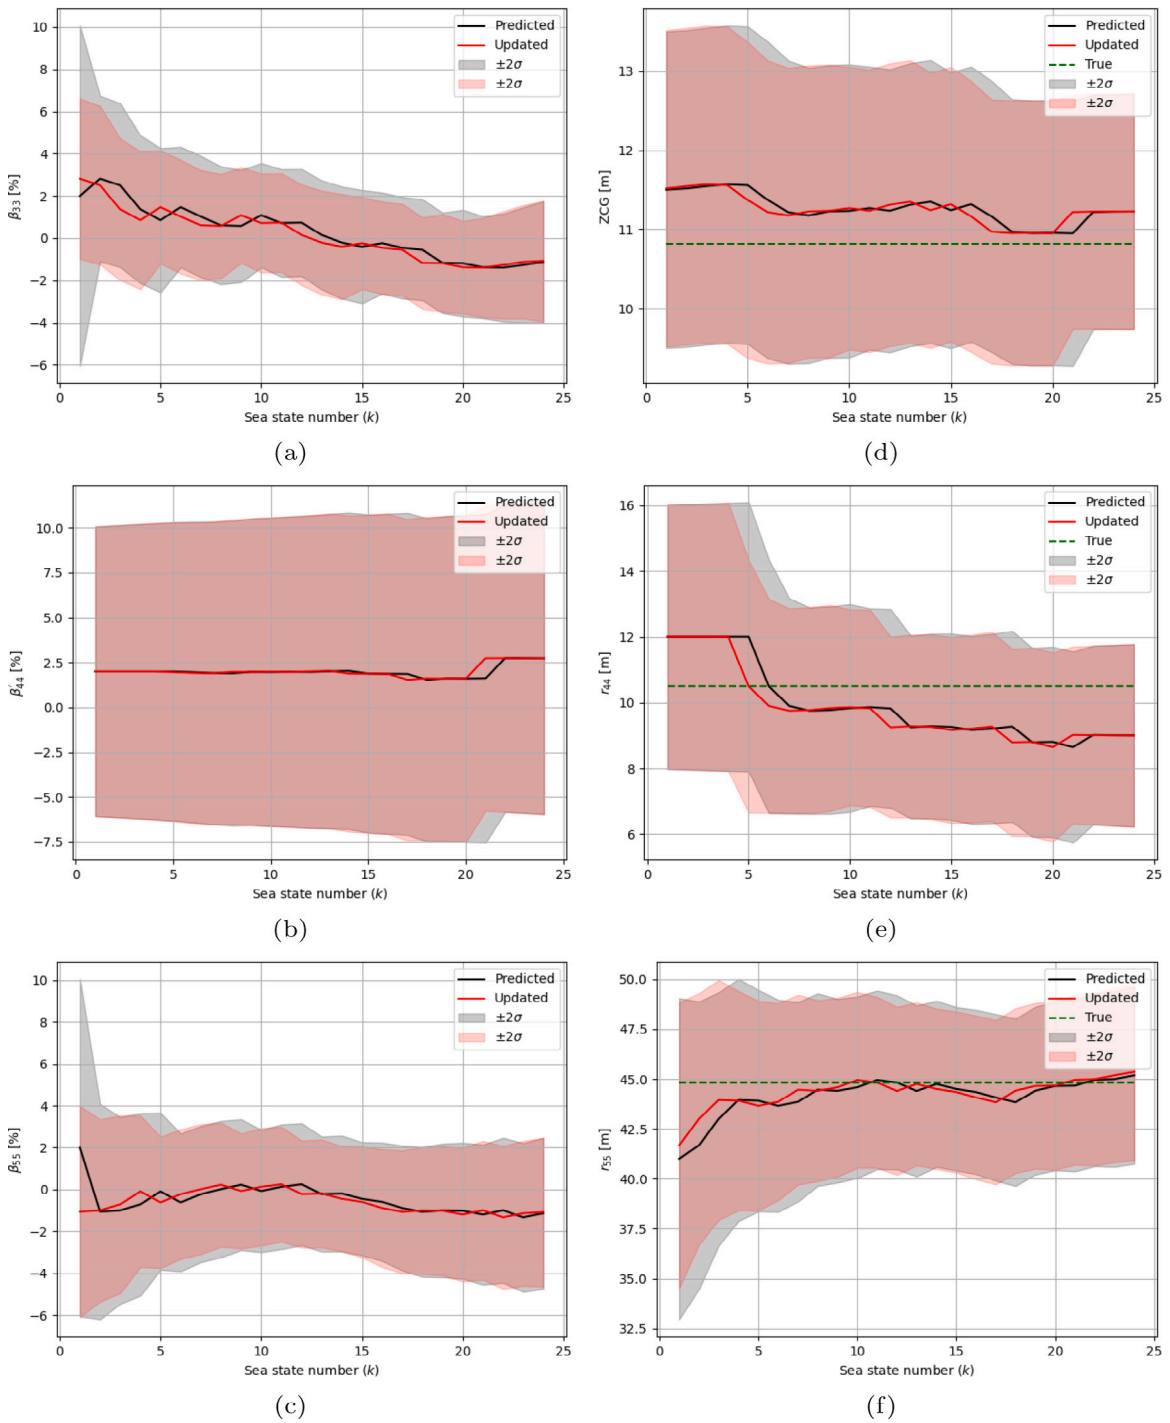 10
8
6
4
2
0
−2
−4
−6
β33 [%]
0 5 10 15 20 25
Sea state number (k)
Predicted
Updated
±2σ
±2σ
(a)
13
12
11
10
ZCG [m]
0 5 10 15 20 25
Sea state number (k)
Predicted
Updated
True
±2σ
±2σ
(d)
10.0
7.5
5.0
2.5
0.0
−2.5
−5.0
−7.5
β′44 [%]
0 5 10 15 20 25
Sea state number (k)
Predicted
Updated
±2σ
±2σ
(b)
16
14
12
10
8
6
r44 [m]
0 5 10 15 20 25
Sea state number (k)
Predicted
Updated
True
±2σ
±2σ
(e)
10
8
6
4
2
0
−2
−4
−6
β55 [%]
0 5 10 15 20 25
Sea state number (k)
Predicted
Updated
±2σ
±2σ
(c)
50.0
47.5
45.0
42.5
40.0
37.5
35.0
32.5
r55 [m]
0 5 10 15 20 25
Sea state number (k)
Predicted
Updated
True
±2σ
±2σ
(f)